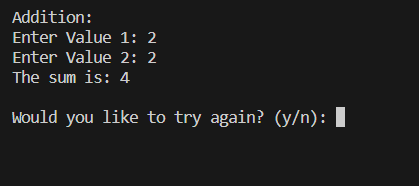 Addition:
Enter Value 1: 2
Enter Value 2: 2
The sum is: 4
Would you like to try again? (y/n):